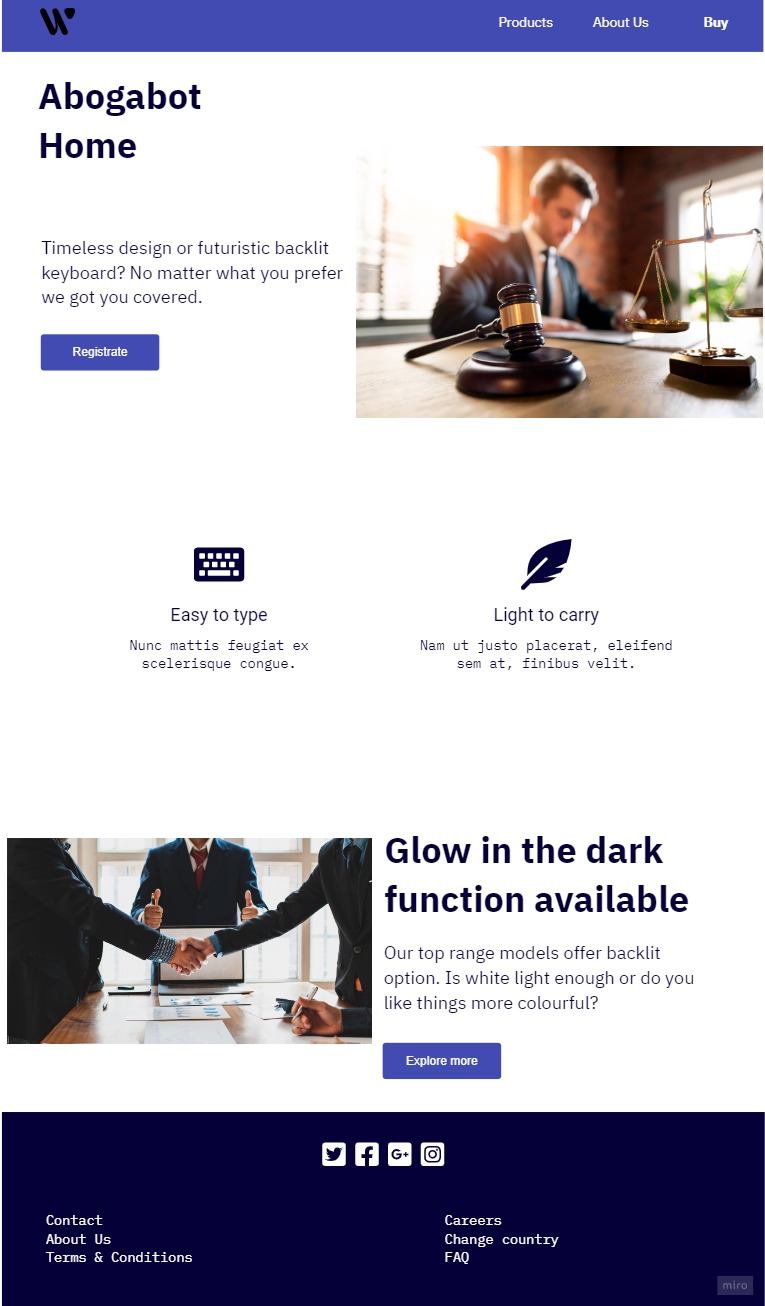 W
Products About Us Buy
Abogabot
Home
Timeless design or futuristic backlit
keyboard? No matter what you prefer
we got you covered.
Registrate
Easy to type
Nunc mattis feugiat ex
scelerisque congue.
Light to carry
Nam ut justo placerat, eleifend
sem at, finibus velit.
Glow in the dark
function available
Our top range models offer backlit
option. Is white light enough or do you
like things more colourful?
Explore more
G+
Contact
About Us
Terms & Conditions
Careers
Change country
FAQ
miro